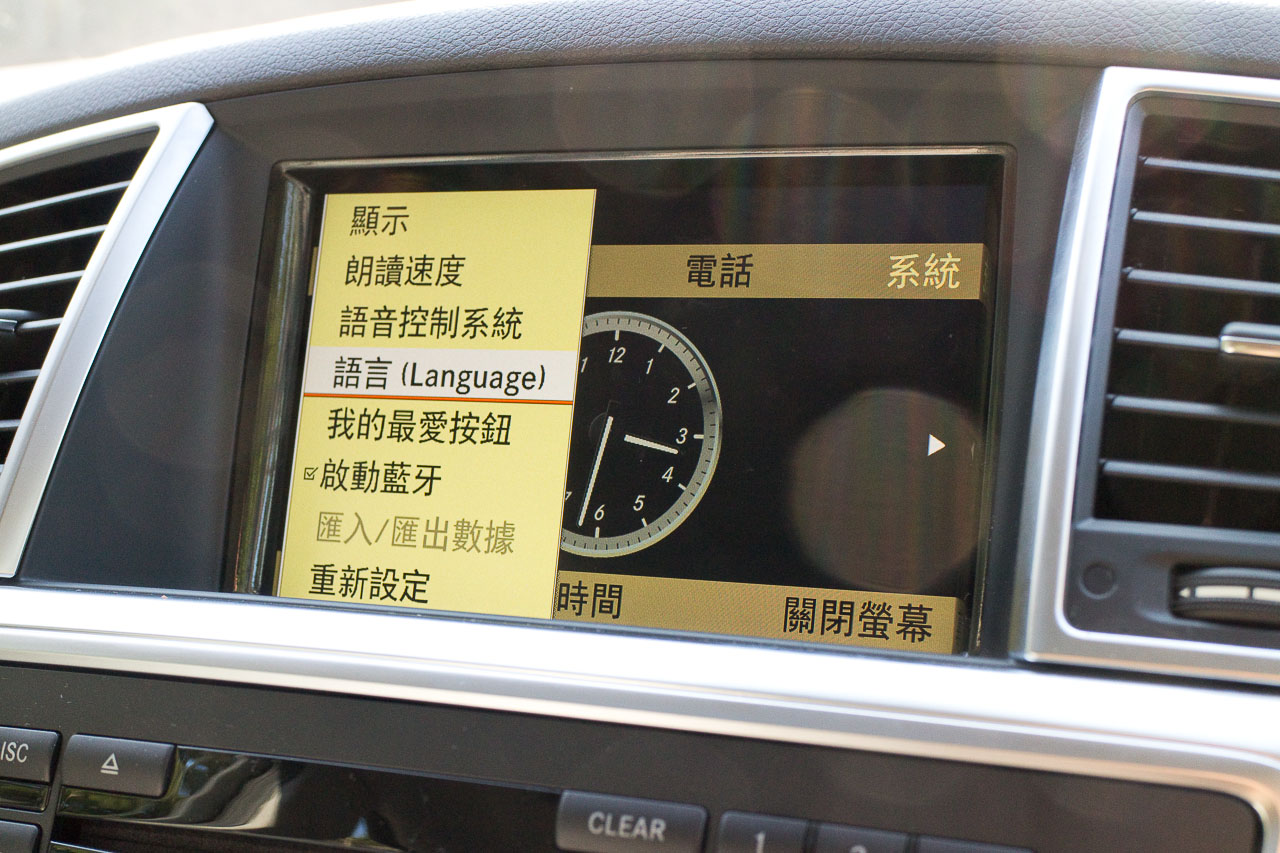 顯示
朗讀速度
語音控制系統
語言 (Language)
我的最愛按鈕
啟動藍牙
匯入/匯出數據
重新設定
電話 系統
12
1
2
3
4
5
6
時間 關閉螢幕
ISC
CLEAR
1